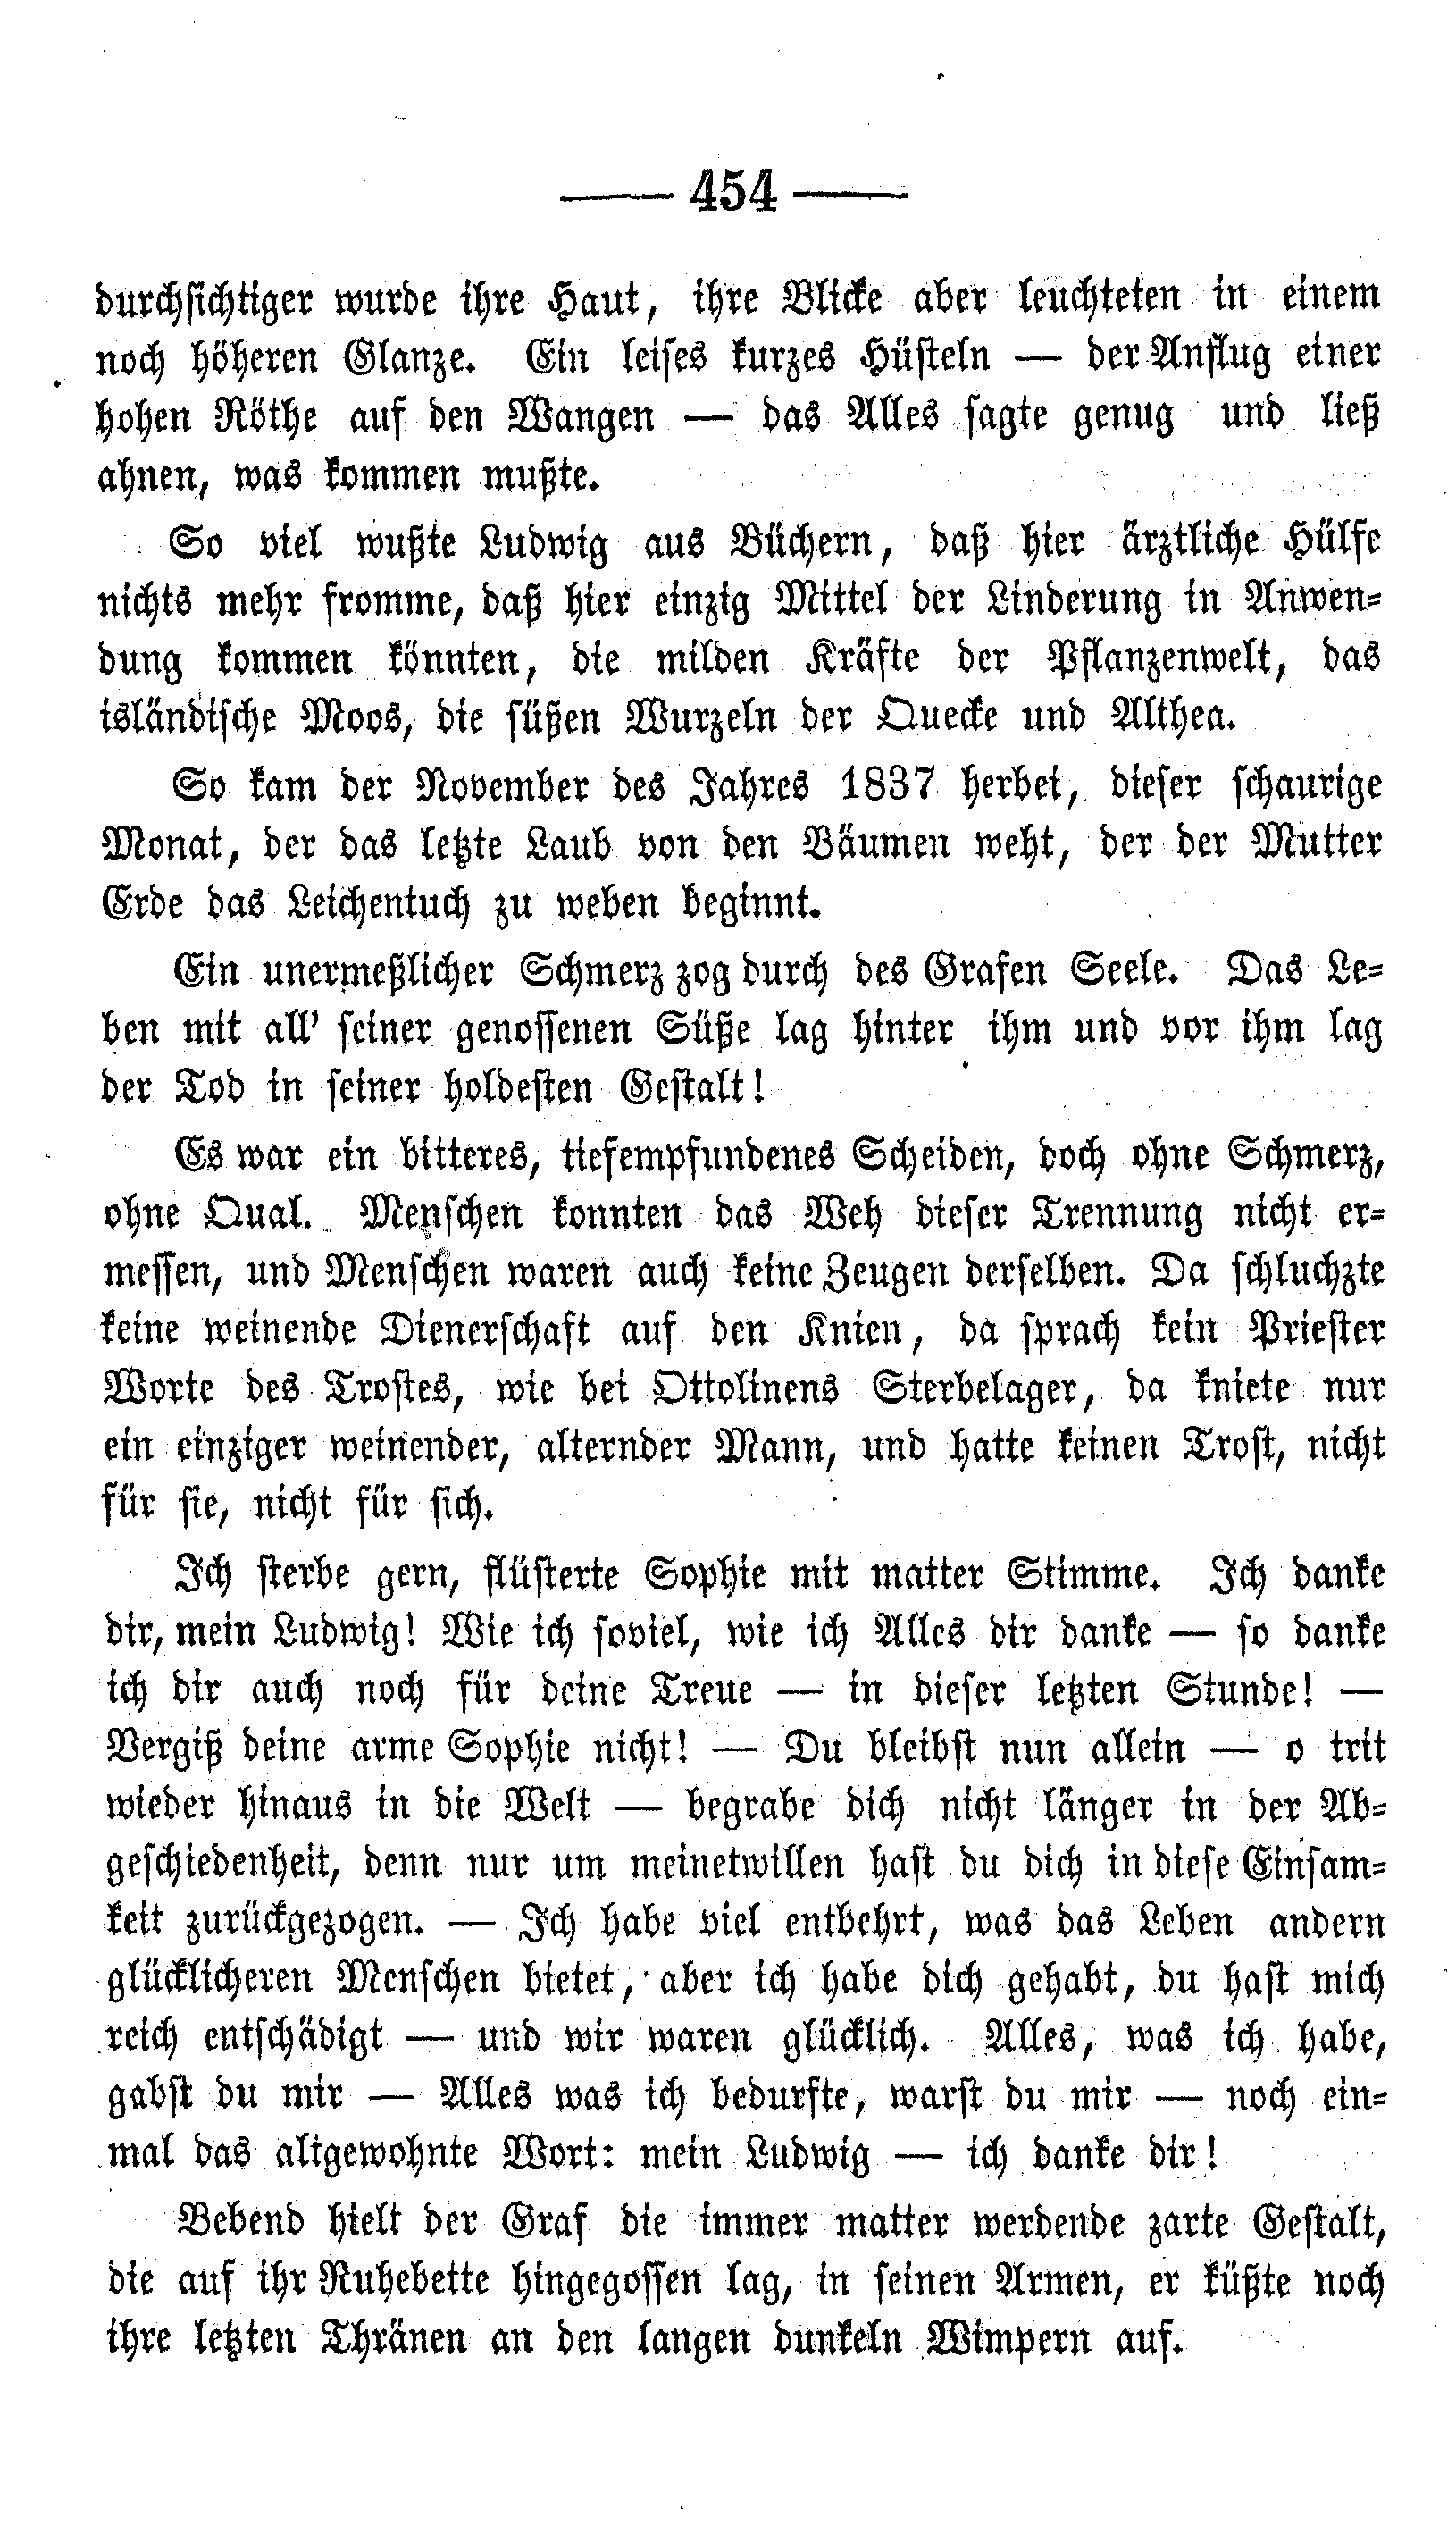 — 454 —
durchsichtiger wurde ihre Haut, ihre Blicke aber leuchteten in einem
noch höheren Glanze. Ein leises kurzes Hüsteln — der Anflug einer
hohen Röthe auf den Wangen — das Alles sagte genug und ließ
ahnen, was kommen mußte.
So viel wußte Ludwig aus Büchern, daß hier ärztliche Hülfe
nichts mehr fromme, daß hier einzig Mittel der Linderung in Anwen-
dung kommen könnten, die milden Kräfte der Pflanzenwelt, das
isländische Moos, die süßen Wurzeln der Quecke und Althea.
So kam der November des Jahres 1837 herbei, dieser schaurige
Monat, der das letzte Laub von den Bäumen weht, der der Mutter
Erde das Leichentuch zu weben beginnt.
Ein unermeßlicher Schmerz zog durch des Grafen Seele. Das Le-
ben mit all' seiner genossenen Süße lag hinter ihm und vor ihm lag
der Tod in seiner holdesten Gestalt!
Es war ein bitteres, tiefempfundenes Scheiden, doch ohne Schmerz,
ohne Qual. Menschen konnten das Weh dieser Trennung nicht er-
messen, und Menschen waren auch keine Zeugen derselben. Da schluchzte
keine weinende Dienerschaft auf den Knien, da sprach kein Priester
Worte des Trostes, wie bei Ottolinens Sterbelager, da kniete nur
ein einziger weinender, alternder Mann, und hatte keinen Trost, nicht
für sie, nicht für sich.
Ich sterbe gern, flüsterte Sophie mit matter Stimme. Ich danke
dir, mein Ludwig! Wie ich soviel, wie ich Alles dir danke — so danke
ich dir auch noch für deine Treue — in dieser letzten Stunde! —
Vergiß deine arme Sophie nicht! — Du bleibst nun allein — o trit
wieder hinaus in die Welt — begrabe dich nicht länger in der Ab-
geschiedenheit, denn nur um meinetwillen hast du dich in diese Einsam-
keit zurückgezogen. — Ich habe viel entbehrt, was das Leben andern
glücklicheren Menschen bietet, aber ich habe dich gehabt, du hast mich
reich entschädigt — und wir waren glücklich. Alles, was ich habe,
gabst du mir — Alles was ich bedurfte, warst du mir — noch ein-
mal das altgewohnte Wort: mein Ludwig — ich danke dir!
Bebend hielt der Graf die immer matter werdende zarte Gestalt,
die auf ihr Ruhebette hingegossen lag, in seinen Armen, er küßte noch
ihre letzten Thränen an den langen dunkeln Wimpern auf.